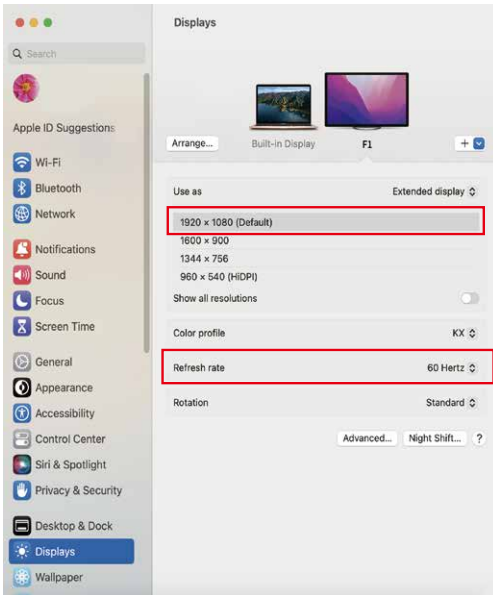 Displays
Search
Apple ID Suggestions
Wi-Fi
Bluetooth
Network
Notifications
Sound
Focus
Screen Time
General
Appearance
Accessibility
Control Center
Siri & Spotlight
Privacy & Security
Desktop & Dock
Displays
Wallpaper
Arrange...
Built-in Display
F1
+
Use as Extended display
1920 × 1080 (Default)
1600 × 900
1344 × 756
960 × 540 (HiDPI)
Show all resolutions
Color profile KX
Refresh rate 60 Hertz
Rotation Standard
Advanced... Night Shift... ?